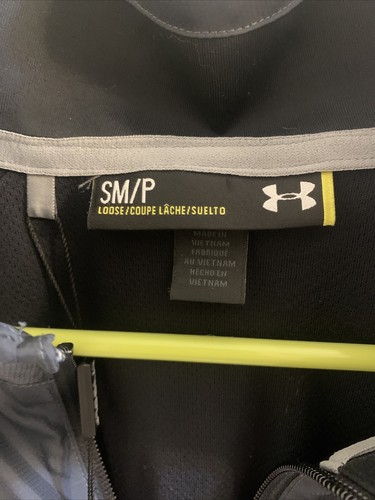 SM/P
LOOSE/COUPE LÂCHE/SUELTO
MADE IN
VIETNAM
FABRIQUÉ
AU VIETNAM
HECHO EN
VIETNAM